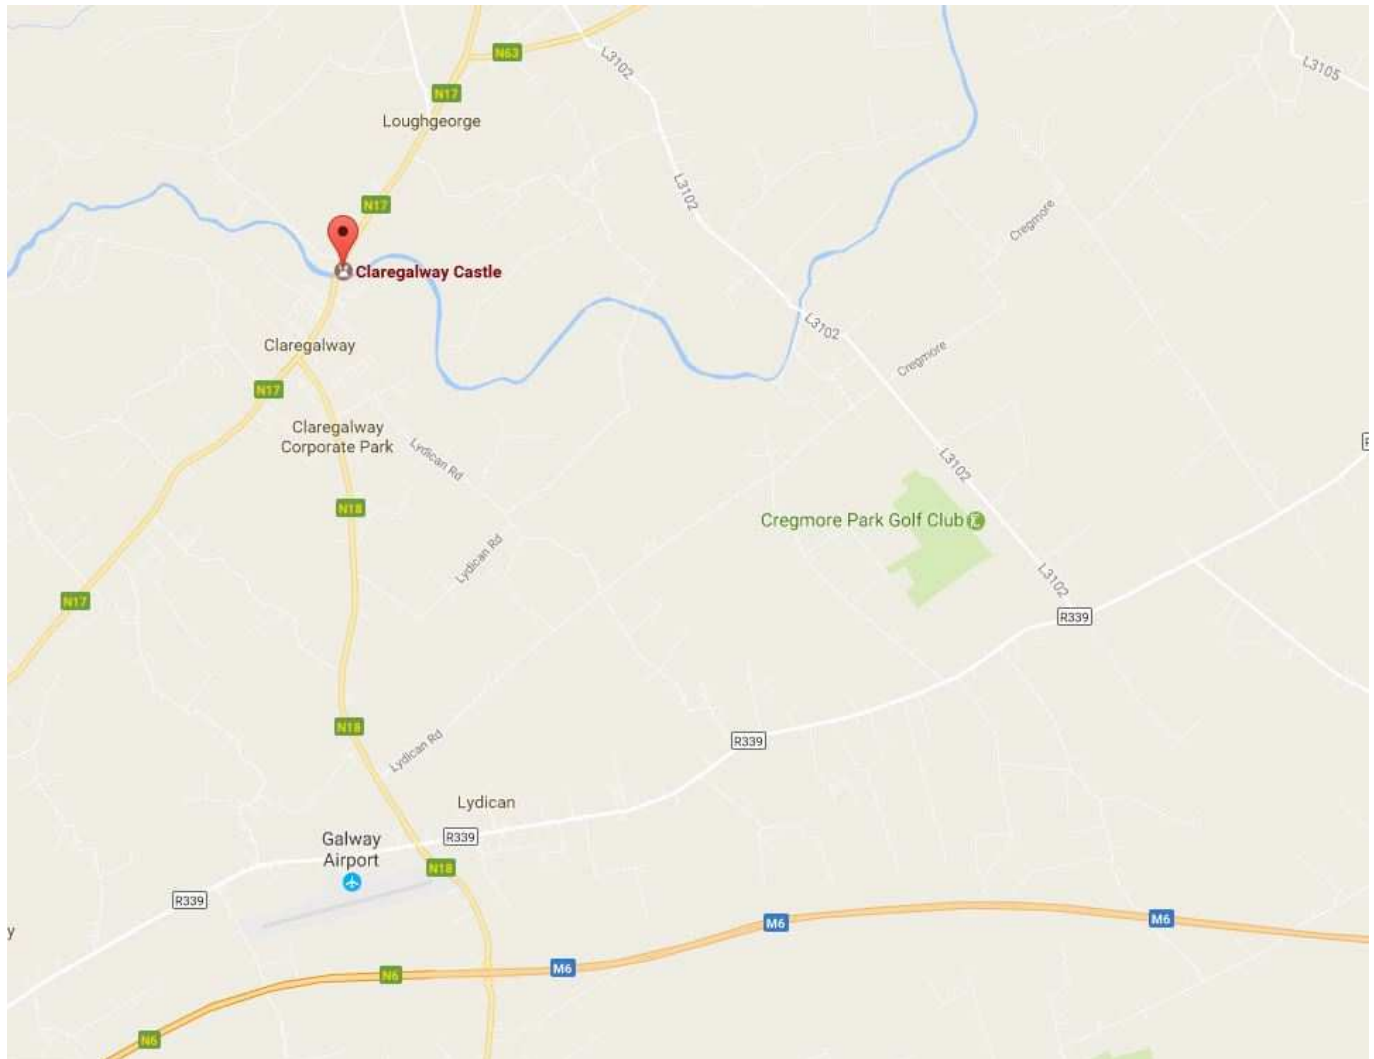 N63
L3102
L3105
N17
Loughgeorge
L3102
N17
Cregmore
Claregalway Castle
L3102
Claregalway
Cregmore
N17
Claregalway
Corporate Park
Lydican Rd
L3102
N18
Cregmore Park Golf Club
Lydican Rd
L3102
N17
R339
N18
R339
Lydican Rd
Lydican
Galway
Airport
R339
N18
R339
M6
M6
y
M6
N6
N6